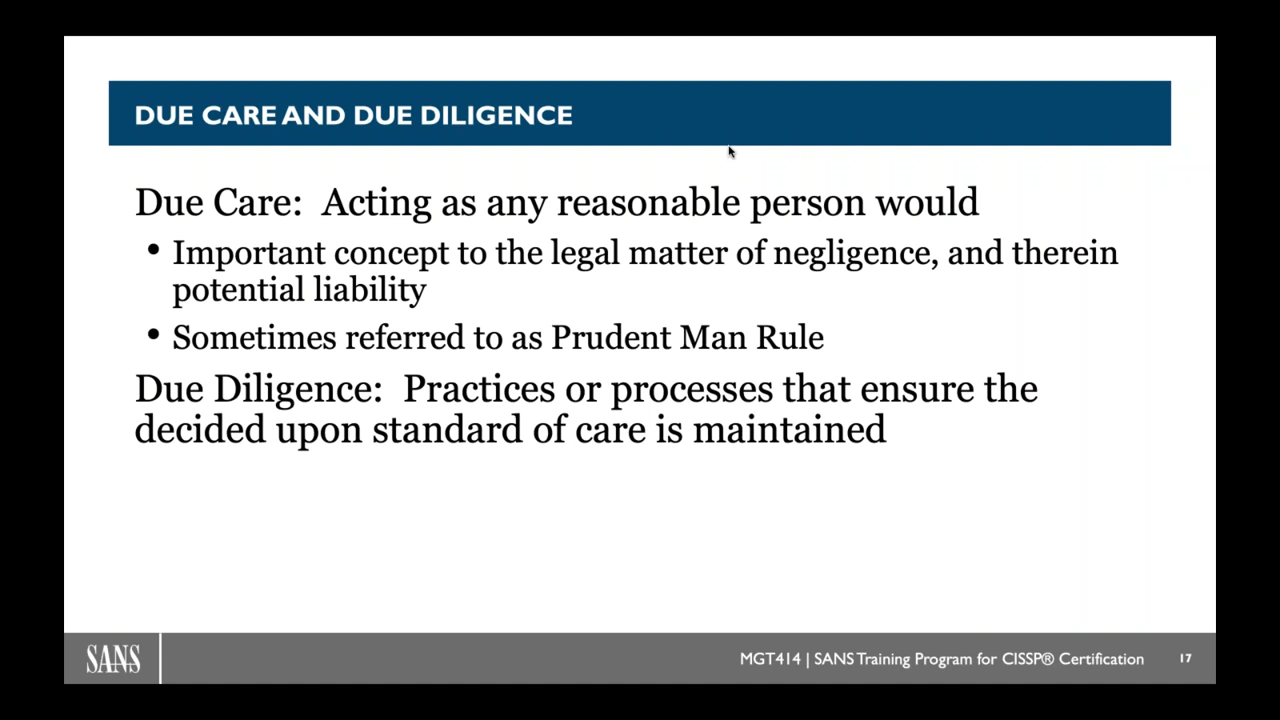 DUE CARE AND DUE DILIGENCE
Due Care: Acting as any reasonable person would
• Important concept to the legal matter of negligence, and therein
potential liability
• Sometimes referred to as Prudent Man Rule
Due Diligence: Practices or processes that ensure the
decided upon standard of care is maintained
SANS
MGT414 | SANS Training Program for CISSP® Certification
17